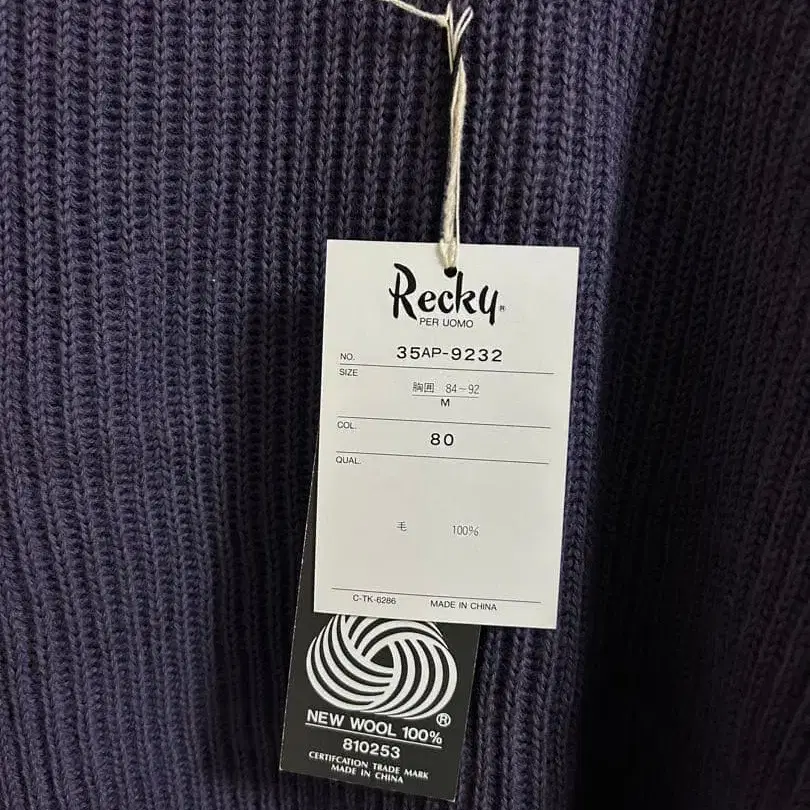 Recky®
PER UOMO
NO. 35AP-9232
SIZE
胸囲 84~92
M
COL. 80
QUAL.
毛 100%
C-TK-6286 MADE IN CHINA
®
NEW WOOL 100%
810253
CERTIFCATION TRADE MARK
MADE IN CHINA